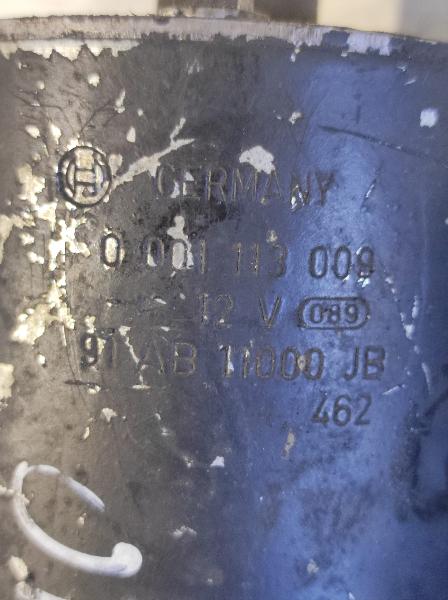 GERMANY
0 001 113 009
12 V 089
91 AB 11000 JB
462